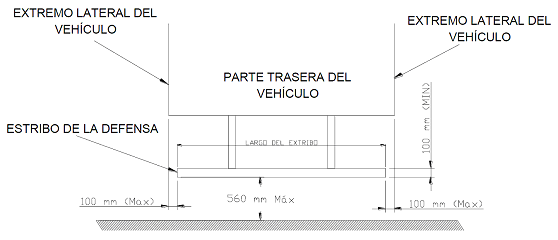 EXTREMO LATERAL DEL
VEHÍCULO
EXTREMO LATERAL DEL
VEHÍCULO
PARTE TRASERA DEL
VEHÍCULO
100 mm (MIN)
ESTRIBO DE LA DEFENSA
LARGO DEL EXTRIBO
100 mm (Max)
560 mm Máx
100 mm (Max)